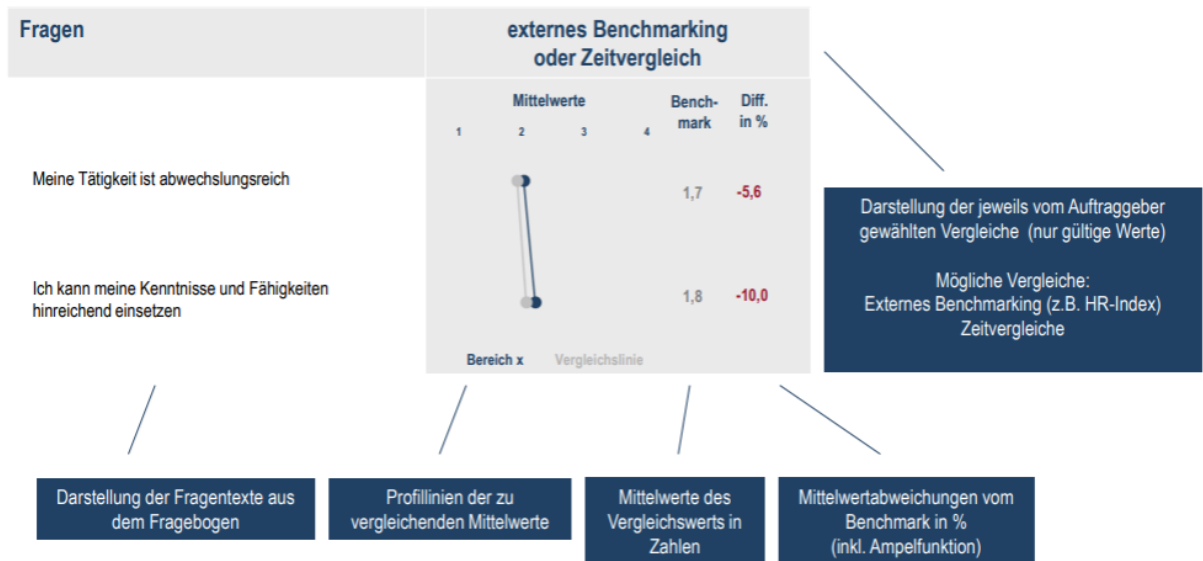 Fragen
externes Benchmarking
oder Zeitvergleich
Mittelwerte
Bench-
mark
Diff.
in %
1 2 3 4
Meine Tätigkeit ist abwechslungsreich
1,7 -5,6
Ich kann meine Kenntnisse und Fähigkeiten
hinreichend einsetzen
1,8 -10,0
Bereich x Vergleichslinie
Darstellung der jeweils vom Auftraggeber
gewählten Vergleiche (nur gültige Werte)
Mögliche Vergleiche:
Externes Benchmarking (z.B. HR-Index)
Zeitvergleiche
Darstellung der Fragentexte aus
dem Fragebogen
Profillinien der zu
vergleichenden Mittelwerte
Mittelwerte des
Vergleichswerts in
Zahlen
Mittelwertabweichungen vom
Benchmark in %
(inkl. Ampelfunktion)